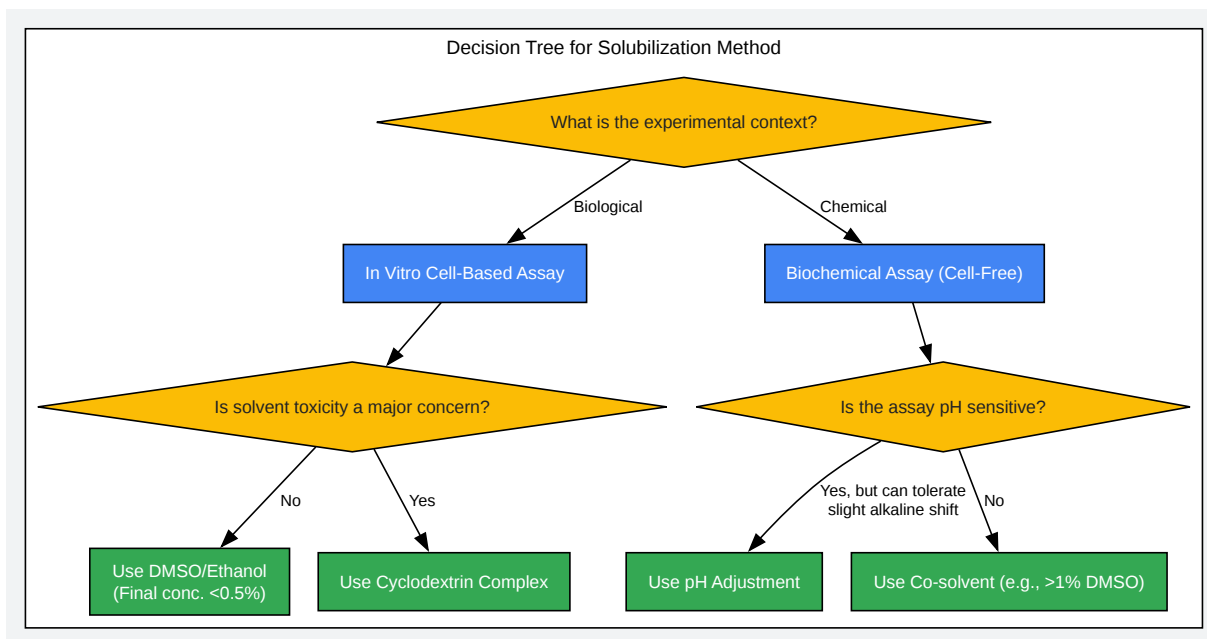 Decision Tree for Solubilization Method
What is the experimental context?
Biological
Chemical
In Vitro Cell-Based Assay
Biochemical Assay (Cell-Free)
Is solvent toxicity a major concern?
Is the assay pH sensitive?
No
Yes
Yes, but can tolerate
slight alkaline shift
No
Use DMSO/Ethanol
(Final conc. <0.5%)
Use Cyclodextrin Complex
Use pH Adjustment
Use Co-solvent (e.g., >1% DMSO)